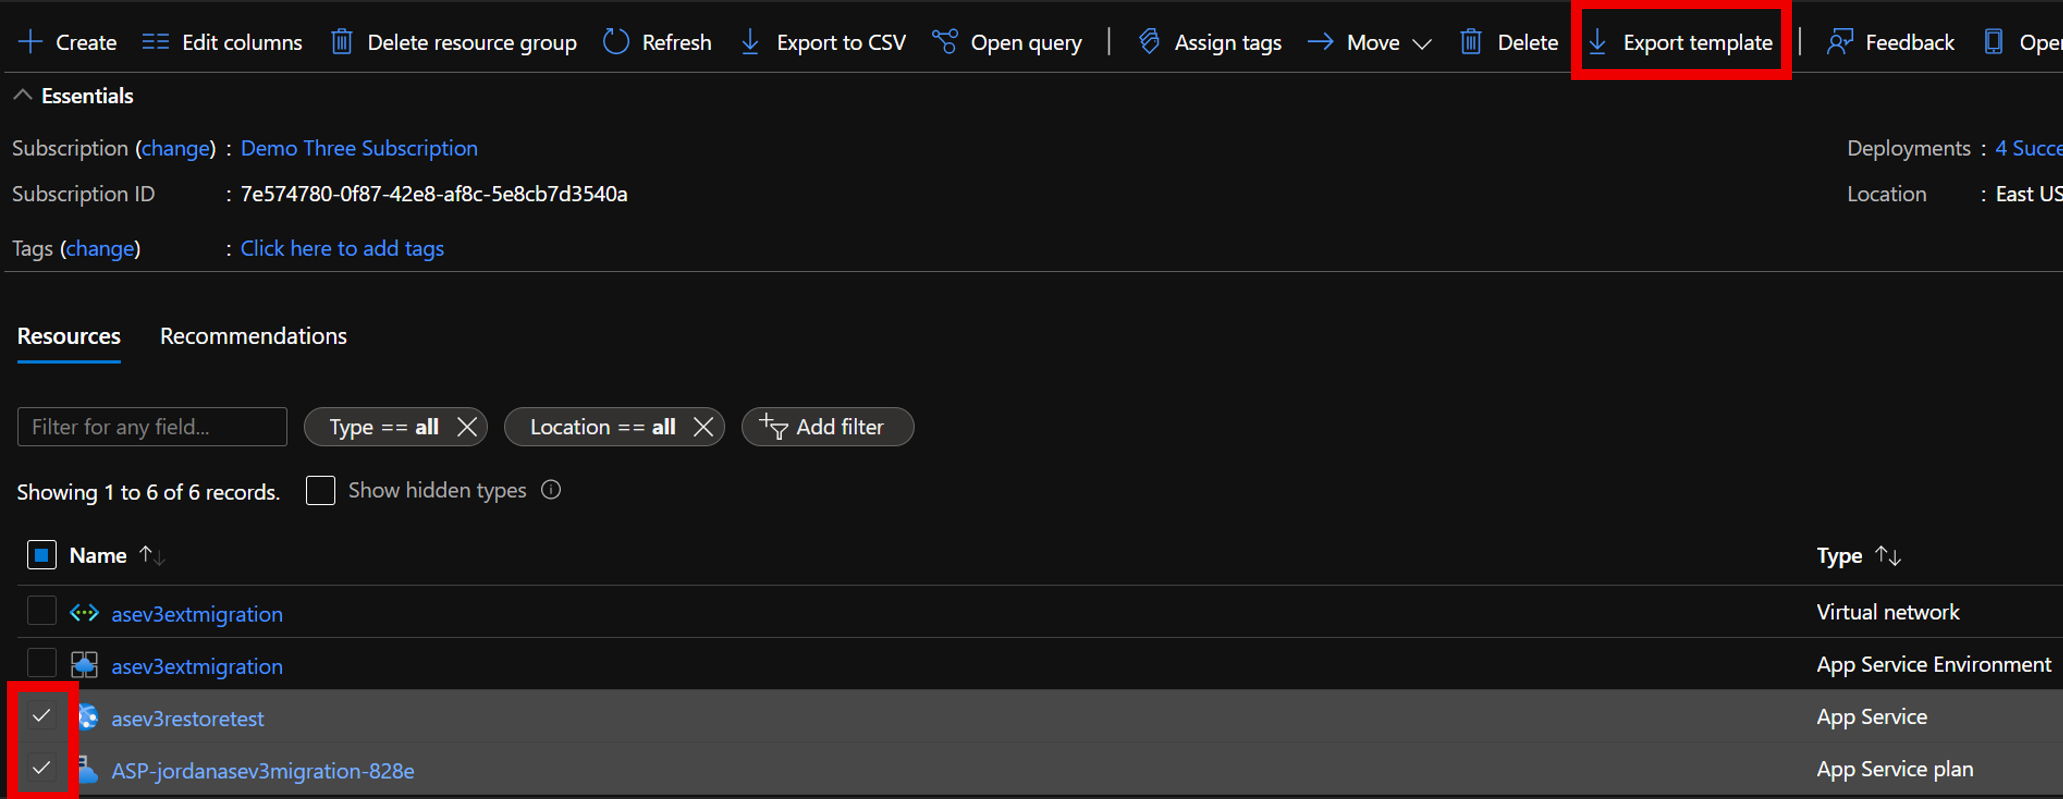 Create Edit columns Delete resource group Refresh Export to CSV Open query Assign tags Move Delete Export template Feedback Open
Essentials
Subscription (change) : Demo Three Subscription Deployments : 4 Succe
Subscription ID : 7e574780-0f87-42e8-af8c-5e8cb7d3540a Location : East US
Tags (change) : Click here to add tags
Resources Recommendations
Filter for any field... Type == all Location == all Add filter
Showing 1 to 6 of 6 records. Show hidden types
Name Type
asev3extmigration Virtual network
asev3extmigration App Service Environment
asev3restoretest App Service
ASP-jordanasev3migration-828e App Service plan